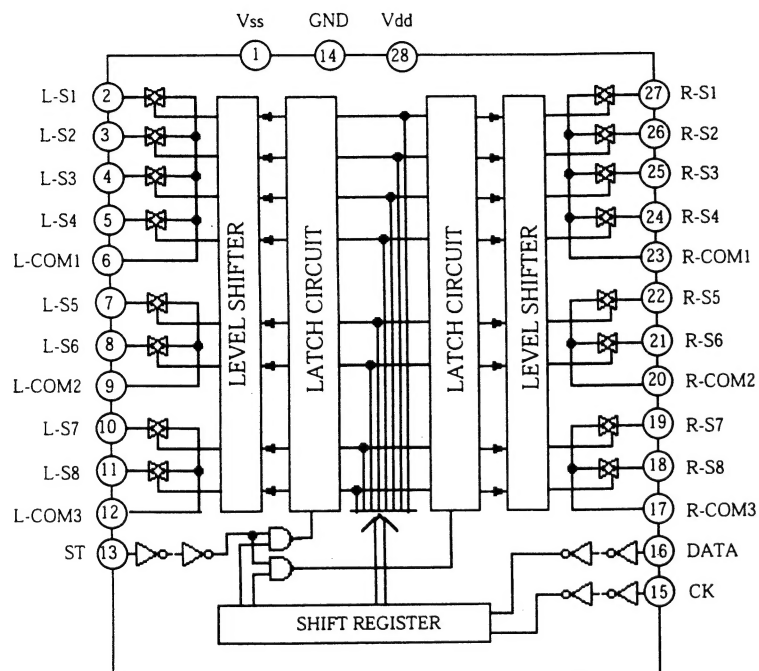 Vss GND Vdd
1 14 28
L-S1 2 27 R-S1
L-S2 3 26 R-S2
L-S3 4 25 R-S3
L-S4 5 24 R-S4
L-COM1 6 23 R-COM1
L-S5 7 22 R-S5
L-S6 8 21 R-S6
L-COM2 9 20 R-COM2
L-S7 10 19 R-S7
L-S8 11 18 R-S8
L-COM3 12 17 R-COM3
ST 13 16 DATA
15 CK
LEVEL SHIFTER
LATCH CIRCUIT
LATCH CIRCUIT
LEVEL SHIFTER
SHIFT REGISTER